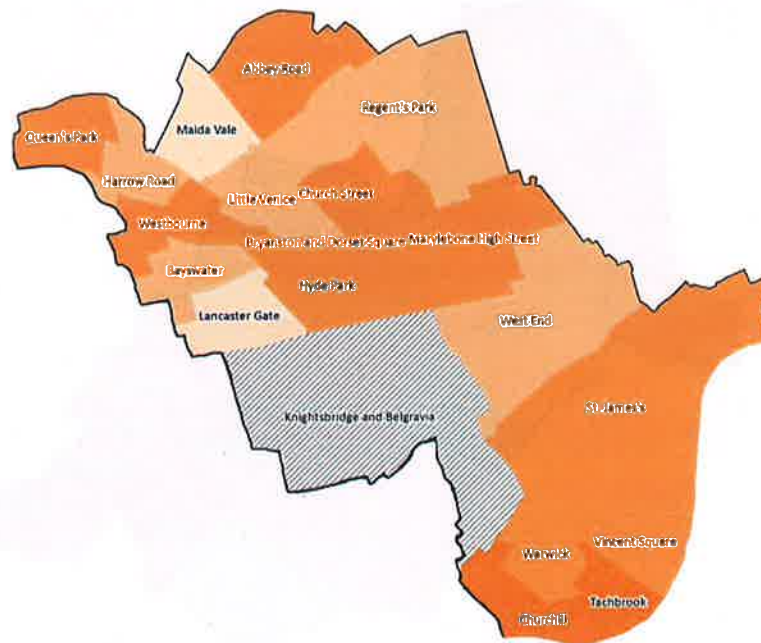 Abbey Road
Regent's Park
Maida Vale
Queen's Park
Harrow Road
Little Venice
Church Street
Westbourne
Bryanston and Dorset Square
Marylebone High Street
Bayswater
Hyde Park
Lancaster Gate
West End
Knightsbridge and Belgravia
St James's
Vincent Square
Warwick
Tachbrook
Churchill